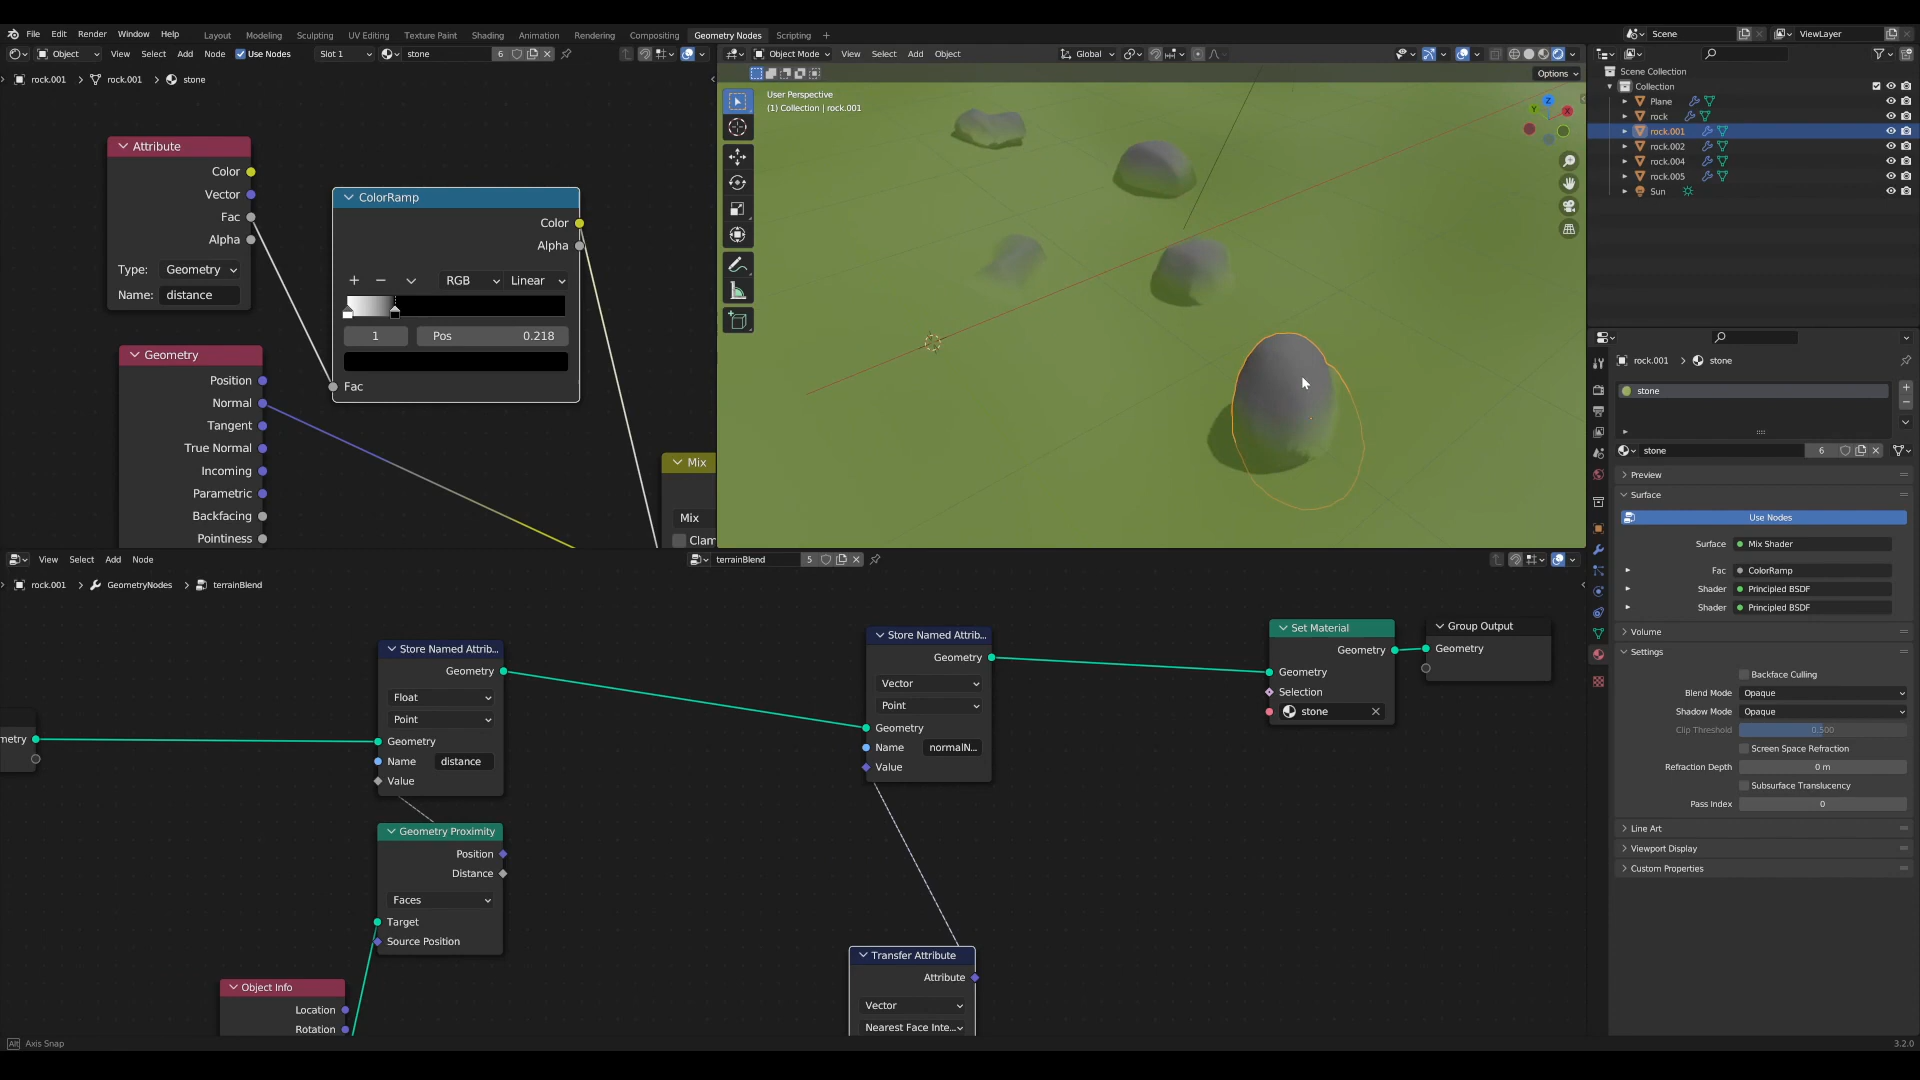 File Edit Render Window Help Layout Modeling Sculpting UV Editing Texture Paint Shading Animation Rendering Compositing Geometry Nodes Scripting + Scene ViewLayer
Object View Select Add Node Use Nodes Slot 1 stone 6
Object Mode View Select Add Object Global
rock.001 rock.001 stone
Options
User Perspective
(1) Collection | rock.001
Z
Y
X
Attribute
Color
Vector
Fac
Alpha
Type: Geometry
Name: distance
ColorRamp
Color
Alpha
RGB Linear
1 Pos 0.218
Fac
Geometry
Position
Normal
Tangent
True Normal
Incoming
Parametric
Backfacing
Pointiness
Mix
Mix
Clam
Scene Collection
Collection
Plane
rock
rock.001
rock.002
rock.004
rock.005
Sun
rock.001 stone
stone
stone 6
Preview
Surface
Use Nodes
Surface Mix Shader
Fac ColorRamp
Shader Principled BSDF
Shader Principled BSDF
Volume
Settings
Backface Culling
Blend Mode Opaque
Shadow Mode Opaque
Clip Threshold 0.500
Screen Space Refraction
Refraction Depth 0 m
Subsurface Translucency
Pass Index 0
Line Art
Viewport Display
Custom Properties
View Select Add Node terrainBlend 5
rock.001 GeometryNodes terrainBlend
metry
Store Named Attrib...
Geometry
Float
Point
Geometry
Name distance
Value
Geometry Proximity
Position
Distance
Faces
Target
Source Position
Object Info
Location
Rotation
Store Named Attrib...
Geometry
Vector
Point
Geometry
Name normalN...
Value
Transfer Attribute
Attribute
Vector
Nearest Face Inte...
Set Material
Geometry
Geometry
Selection
stone
Group Output
Geometry
Alt Axis Snap
3.2.0